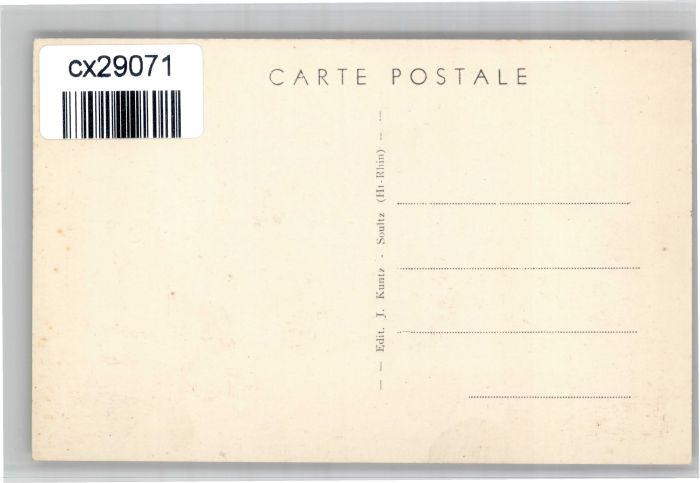 cx29071
CARTE POSTALE
— — Edit. J. Kuntz - Soultz (Ht-Rhin) — —